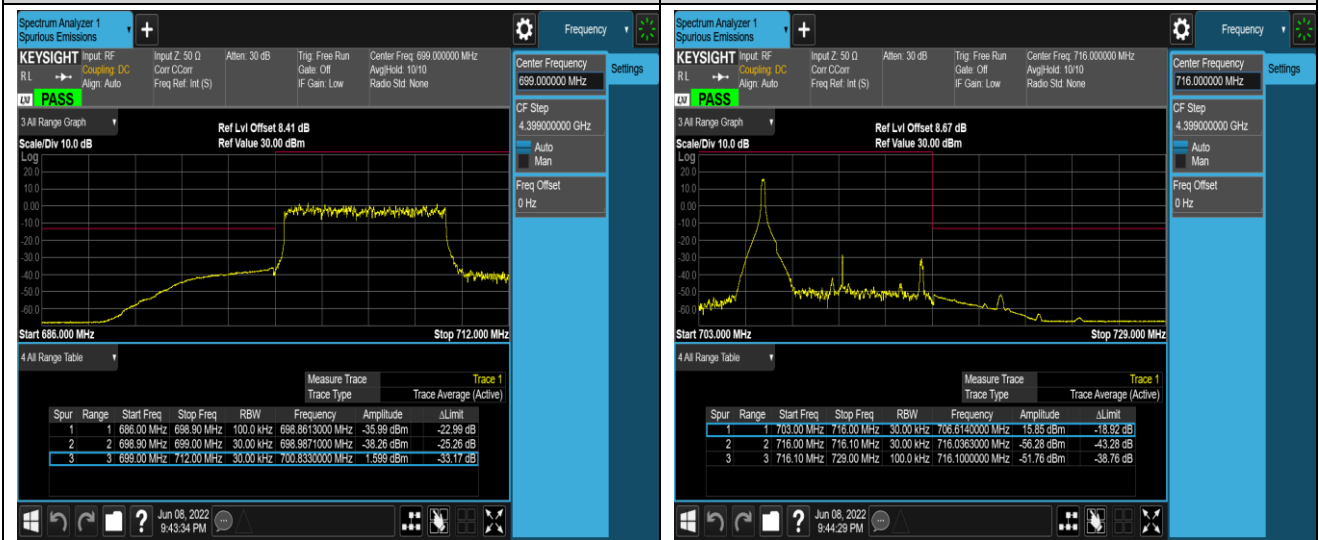 Spectrum Analyzer 1
Spurious Emissions
+
Frequency
KEYSIGHT
Input: RF
Input Z: 50 Ω
Atten: 30 dB
Trig: Free Run
Center Freq: 699.000000 MHz
Coupling: DC
Corr CCorr
Gate: Off
Avg|Hold: 10/10
R L
Align: Auto
Freq Ref: Int (S)
IF Gain: Low
Radio Std: None
LXI
PASS
3 All Range Graph
Ref Lvl Offset 8.41 dB
Scale/Div 10.0 dB
Ref Value 30.00 dBm
Log
20.0
10.0
0.00
-10.0
-20.0
-30.0
-40.0
-50.0
-60.0
Start 686.000 MHz
Stop 712.000 MHz
4 All Range Table
Measure Trace Trace 1
Trace Type Trace Average (Active)
Spur Range Start Freq Stop Freq RBW Frequency Amplitude ∆Limit
1 1 686.00 MHz 698.90 MHz 100.0 kHz 698.8613000 MHz -35.99 dBm -22.99 dB
2 2 698.90 MHz 699.00 MHz 30.00 kHz 698.9871000 MHz -38.26 dBm -25.26 dB
3 3 699.00 MHz 712.00 MHz 30.00 kHz 700.8330000 MHz 1.599 dBm -33.17 dB
?
Jun 08, 2022
9:43:34 PM
Center Frequency
699.000000 MHz
Settings
CF Step
4.399000000 GHz
Auto
Man
Freq Offset
0 Hz
Spectrum Analyzer 1
Spurious Emissions
+
Frequency
KEYSIGHT
Input: RF
Input Z: 50 Ω
Atten: 30 dB
Trig: Free Run
Center Freq: 716.000000 MHz
Coupling: DC
Corr CCorr
Gate: Off
Avg|Hold: 10/10
R L
Align: Auto
Freq Ref: Int (S)
IF Gain: Low
Radio Std: None
LXI
PASS
3 All Range Graph
Ref Lvl Offset 8.67 dB
Scale/Div 10.0 dB
Ref Value 30.00 dBm
Log
20.0
10.0
0.00
-10.0
-20.0
-30.0
-40.0
-50.0
-60.0
Start 703.000 MHz
Stop 729.000 MHz
4 All Range Table
Measure Trace Trace 1
Trace Type Trace Average (Active)
Spur Range Start Freq Stop Freq RBW Frequency Amplitude ∆Limit
1 1 703.00 MHz 716.00 MHz 30.00 kHz 706.6140000 MHz 15.85 dBm -18.92 dB
2 2 716.00 MHz 716.10 MHz 30.00 kHz 716.0363000 MHz -56.28 dBm -43.28 dB
3 3 716.10 MHz 729.00 MHz 100.0 kHz 716.1000000 MHz -51.76 dBm -38.76 dB
?
Jun 08, 2022
9:44:29 PM
Center Frequency
716.000000 MHz
Settings
CF Step
4.399000000 GHz
Auto
Man
Freq Offset
0 Hz